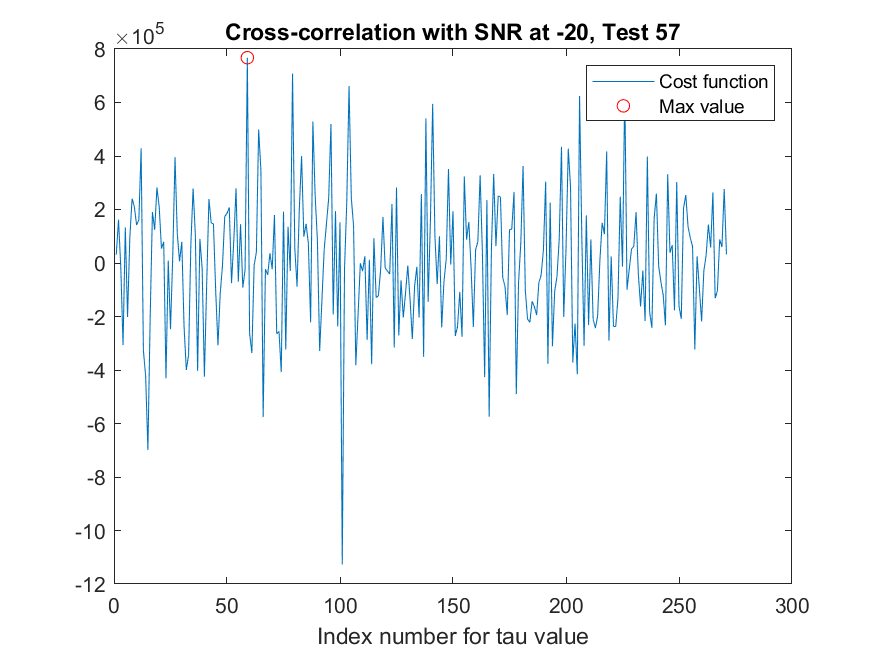 Cross-correlation with SNR at -20, Test 57
×10⁵
Cost function
Max value
8
6
4
2
0
-2
-4
-6
-8
-10
-12
0 50 100 150 200 250 300
Index number for tau value